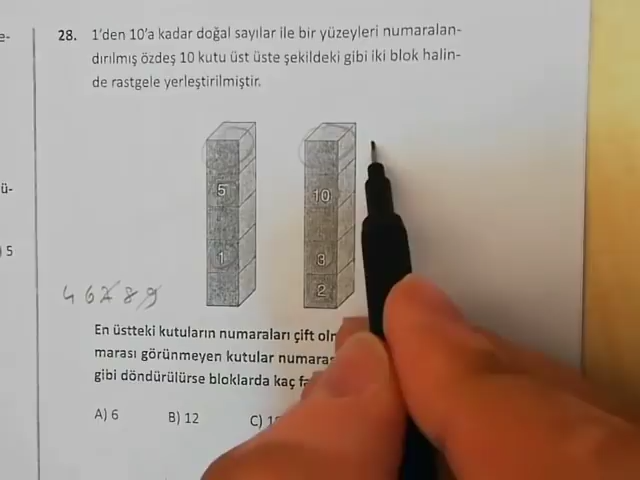 28. 1'den 10'a kadar doğal sayılar ile bir yüzeyleri numaralan-
dırılmış özdeş 10 kutu üst üste şekildeki gibi iki blok halin-
de rastgele yerleştirilmiştir.
5
10
1
3
2
4 6 7 8 9
En üstteki kutuların numaraları çift
marası görünmeyen kutular
gibi döndürülürse bloklarda kaç
A) 6 B) 12 C)
e-
ü-
5